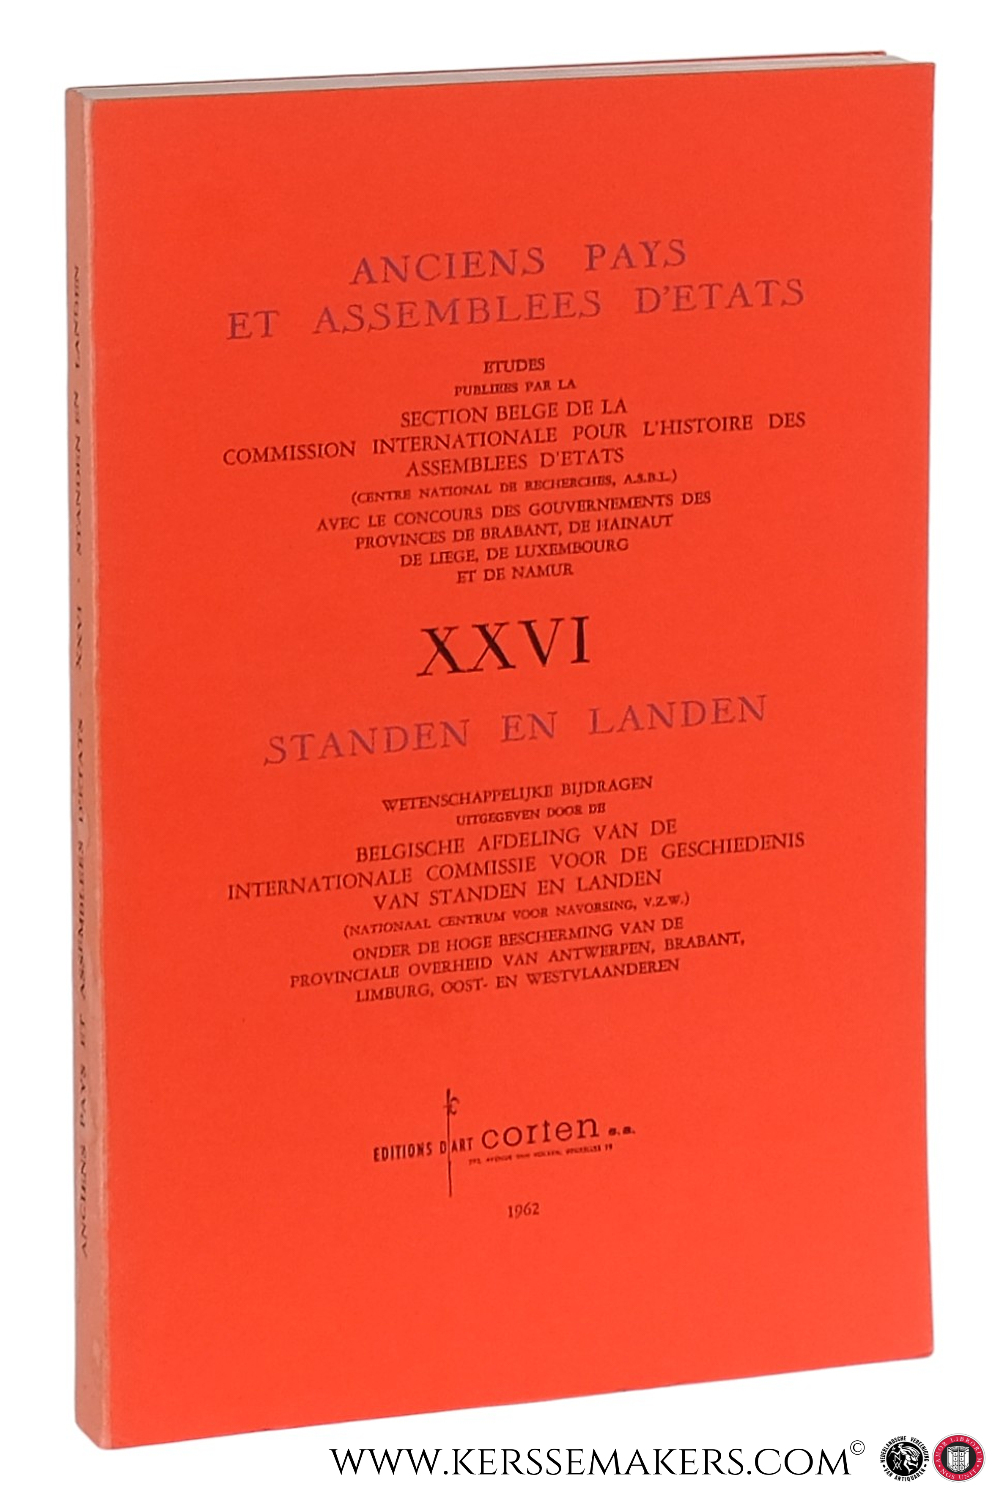 ANCIENS PAYS
ET ASSEMBLEES D'ETATS
ETUDES
PUBLIEES PAR LA
SECTION BELGE DE LA
COMMISSION INTERNATIONALE POUR L'HISTOIRE DES
ASSEMBLEES D'ETATS
(CENTRE NATIONAL DE RECHERCHES, A.S.B.L.)
AVEC LE CONCOURS DES GOUVERNEMENTS DES
PROVINCES DE BRABANT, DE HAINAUT
DE LIEGE, DE LUXEMBOURG
ET DE NAMUR
XXVI
STANDEN EN LANDEN
WETENSCHAPPELIJKE BIJDRAGEN
UITGEGEVEN DOOR DE
BELGISCHE AFDELING VAN DE
INTERNATIONALE COMMISSIE VOOR DE GESCHIEDENIS
VAN STANDEN EN LANDEN
(NATIONAAL CENTRUM VOOR NAVORSING, V.Z.W.)
ONDER DE HOGE BESCHERMING VAN DE
PROVINCIALE OVERHEID VAN ANTWERPEN, BRABANT,
LIMBURG, OOST- EN WESTVLAANDEREN
EDITIONS D'ART corten s.a.
1962
ANCIENS PAYS ET ASSEMBLEES D'ETATS - XXVI - STANDEN EN LANDEN
WWW.KERSSEMAKERS.COM©